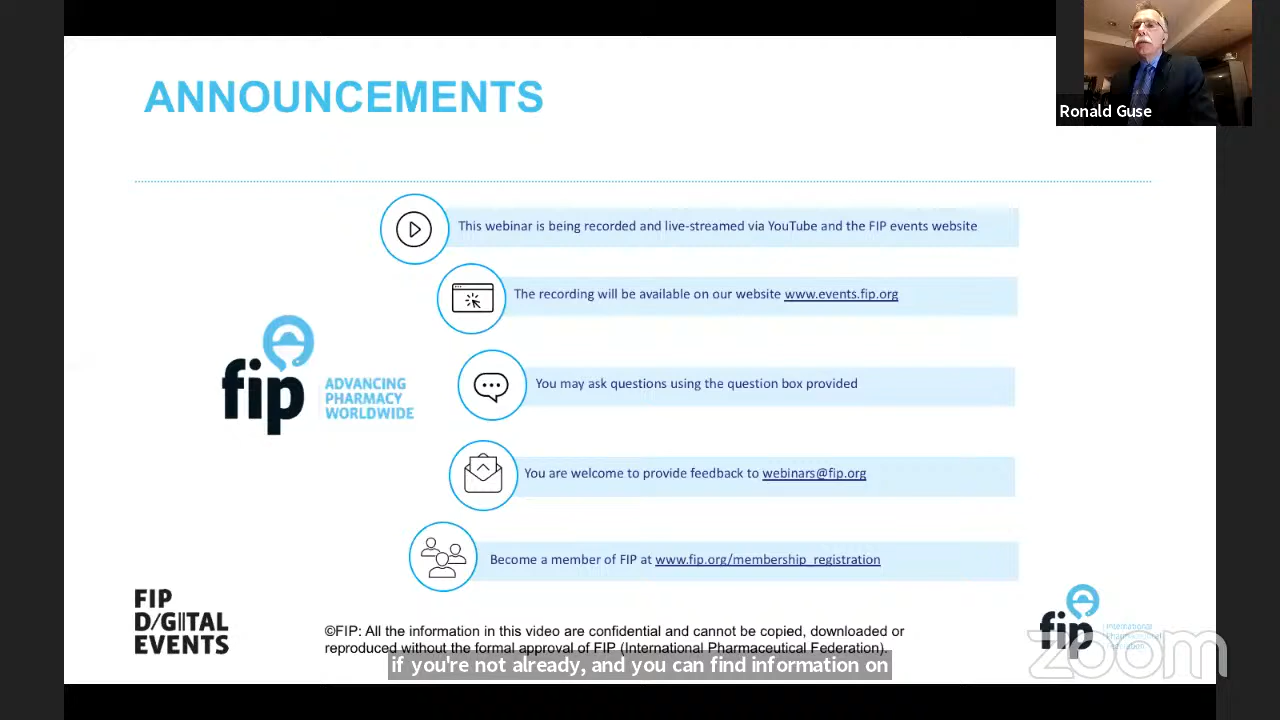 ANNOUNCEMENTS
Ronald Guse
This webinar is being recorded and live-streamed via YouTube and the FIP events website
The recording will be available on our website www.events.fip.org
You may ask questions using the question box provided
fip
ADVANCING
PHARMACY
WORLDWIDE
You are welcome to provide feedback to webinars@fip.org
Become a member of FIP at www.fip.org/membership_registration
FIP
D/GITAL
EVENTS
©FIP: All the information in this video are confidential and cannot be copied, downloaded or
reproduced without the formal approval of FIP (International Pharmaceutical Federation).
if you're not already, and you can find information on
fip
International
Pharmaceutical
Federation
zoom